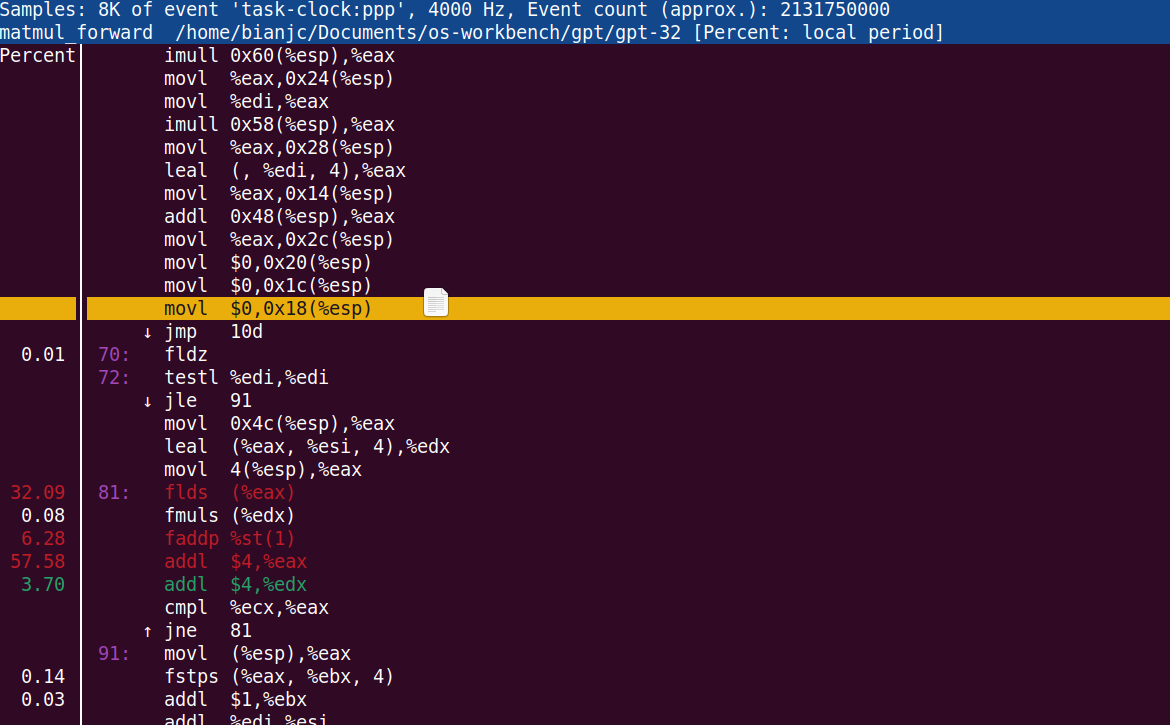 Samples: 8K of event 'task-clock:ppp', 4000 Hz, Event count (approx.): 2131750000
matmul_forward  /home/bianjc/Documents/os-workbench/gpt/gpt-32 [Percent: local period]
Percent       imull 0x60(%esp),%eax
              movl  %eax,0x24(%esp)
              movl  %edi,%eax
              imull 0x58(%esp),%eax
              movl  %eax,0x28(%esp)
              leal  (, %edi, 4),%eax
              movl  %eax,0x14(%esp)
              addl  0x48(%esp),%eax
              movl  %eax,0x2c(%esp)
              movl  $0,0x20(%esp)
              movl  $0,0x1c(%esp)
              movl  $0,0x18(%esp)
            ↓ jmp   10d
 0.01    70:  fldz
         72:  testl %edi,%edi
            ↓ jle   91
              movl  0x4c(%esp),%eax
              leal  (%eax, %esi, 4),%edx
              movl  4(%esp),%eax
32.09    81:  flds  (%eax)
 0.08         fmuls (%edx)
 6.28         faddp %st(1)
57.58         addl  $4,%eax
 3.70         addl  $4,%edx
              cmpl  %ecx,%eax
            ↑ jne   81
         91:  movl  (%esp),%eax
 0.14         fstps (%eax, %ebx, 4)
 0.03         addl  $1,%ebx
              addl  %edi,%esi